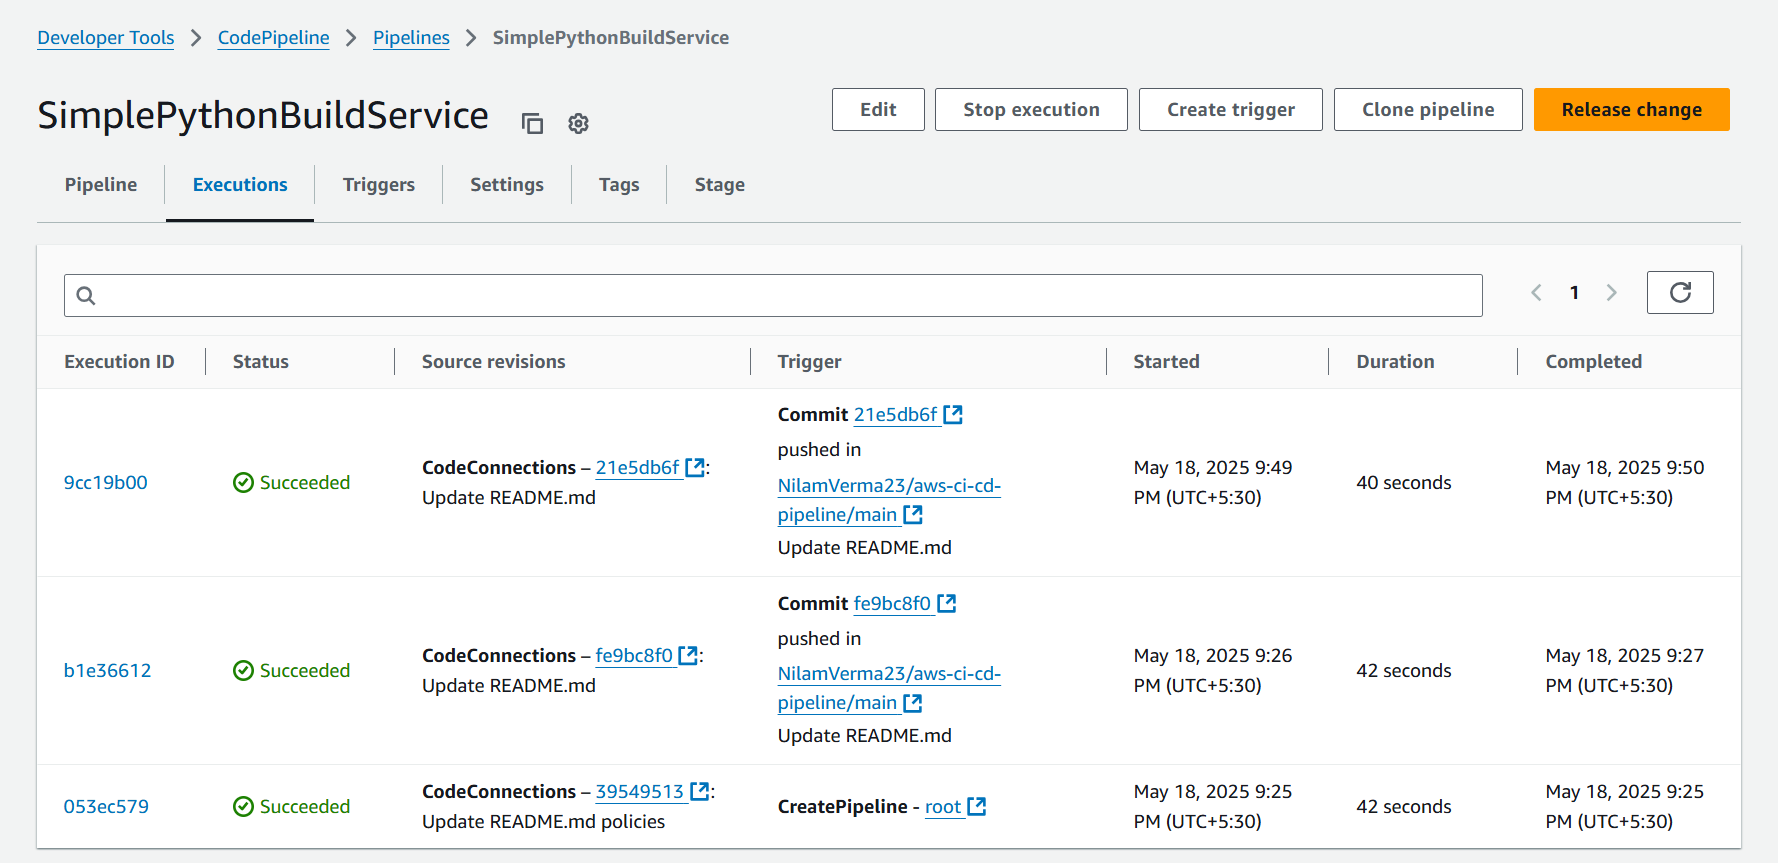 Developer Tools > CodePipeline > Pipelines > SimplePythonBuildService
SimplePythonBuildService
Edit
Stop execution
Create trigger
Clone pipeline
Release change
Pipeline
Executions
Triggers
Settings
Tags
Stage
1
Execution ID
Status
Source revisions
Trigger
Started
Duration
Completed
9cc19b00
Succeeded
CodeConnections – 21e5db6f :
Update README.md
Commit 21e5db6f
pushed in
NilamVerma23/aws-ci-cd-
pipeline/main
Update README.md
May 18, 2025 9:49
PM (UTC+5:30)
40 seconds
May 18, 2025 9:50
PM (UTC+5:30)
b1e36612
Succeeded
CodeConnections – fe9bc8f0 :
Update README.md
Commit fe9bc8f0
pushed in
NilamVerma23/aws-ci-cd-
pipeline/main
Update README.md
May 18, 2025 9:26
PM (UTC+5:30)
42 seconds
May 18, 2025 9:27
PM (UTC+5:30)
053ec579
Succeeded
CodeConnections – 39549513 :
Update README.md policies
CreatePipeline - root
May 18, 2025 9:25
PM (UTC+5:30)
42 seconds
May 18, 2025 9:25
PM (UTC+5:30)